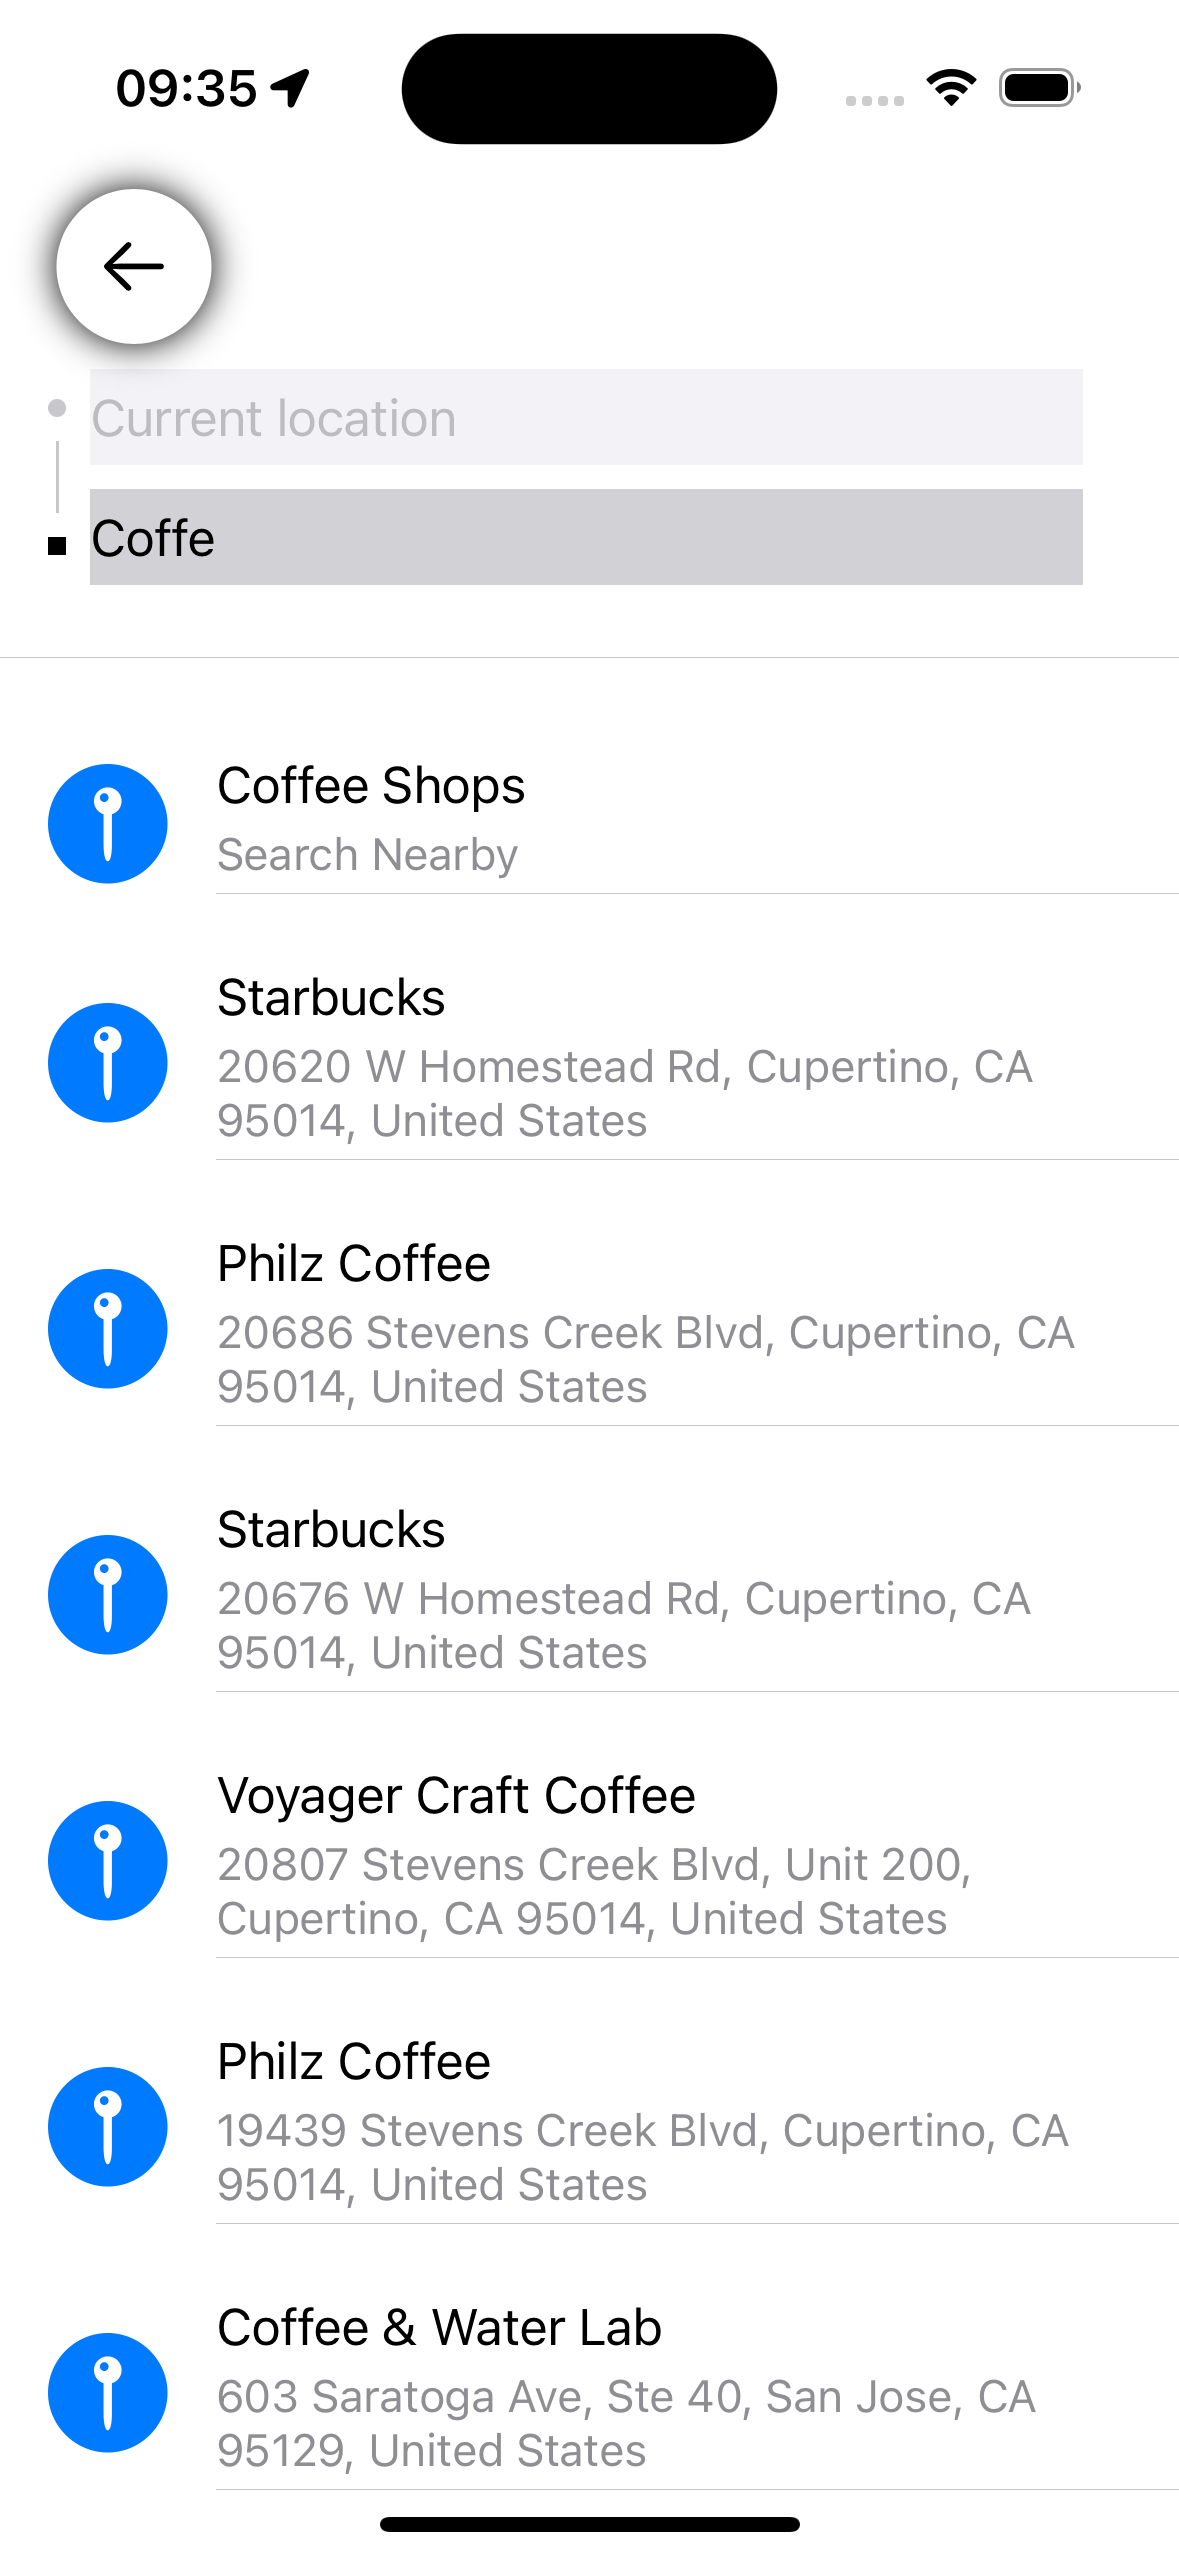 09:35
Current location
Coffe
Coffee Shops
Search Nearby
Starbucks
20620 W Homestead Rd, Cupertino, CA
95014, United States
Philz Coffee
20686 Stevens Creek Blvd, Cupertino, CA
95014, United States
Starbucks
20676 W Homestead Rd, Cupertino, CA
95014, United States
Voyager Craft Coffee
20807 Stevens Creek Blvd, Unit 200,
Cupertino, CA 95014, United States
Philz Coffee
19439 Stevens Creek Blvd, Cupertino, CA
95014, United States
Coffee & Water Lab
603 Saratoga Ave, Ste 40, San Jose, CA
95129, United States